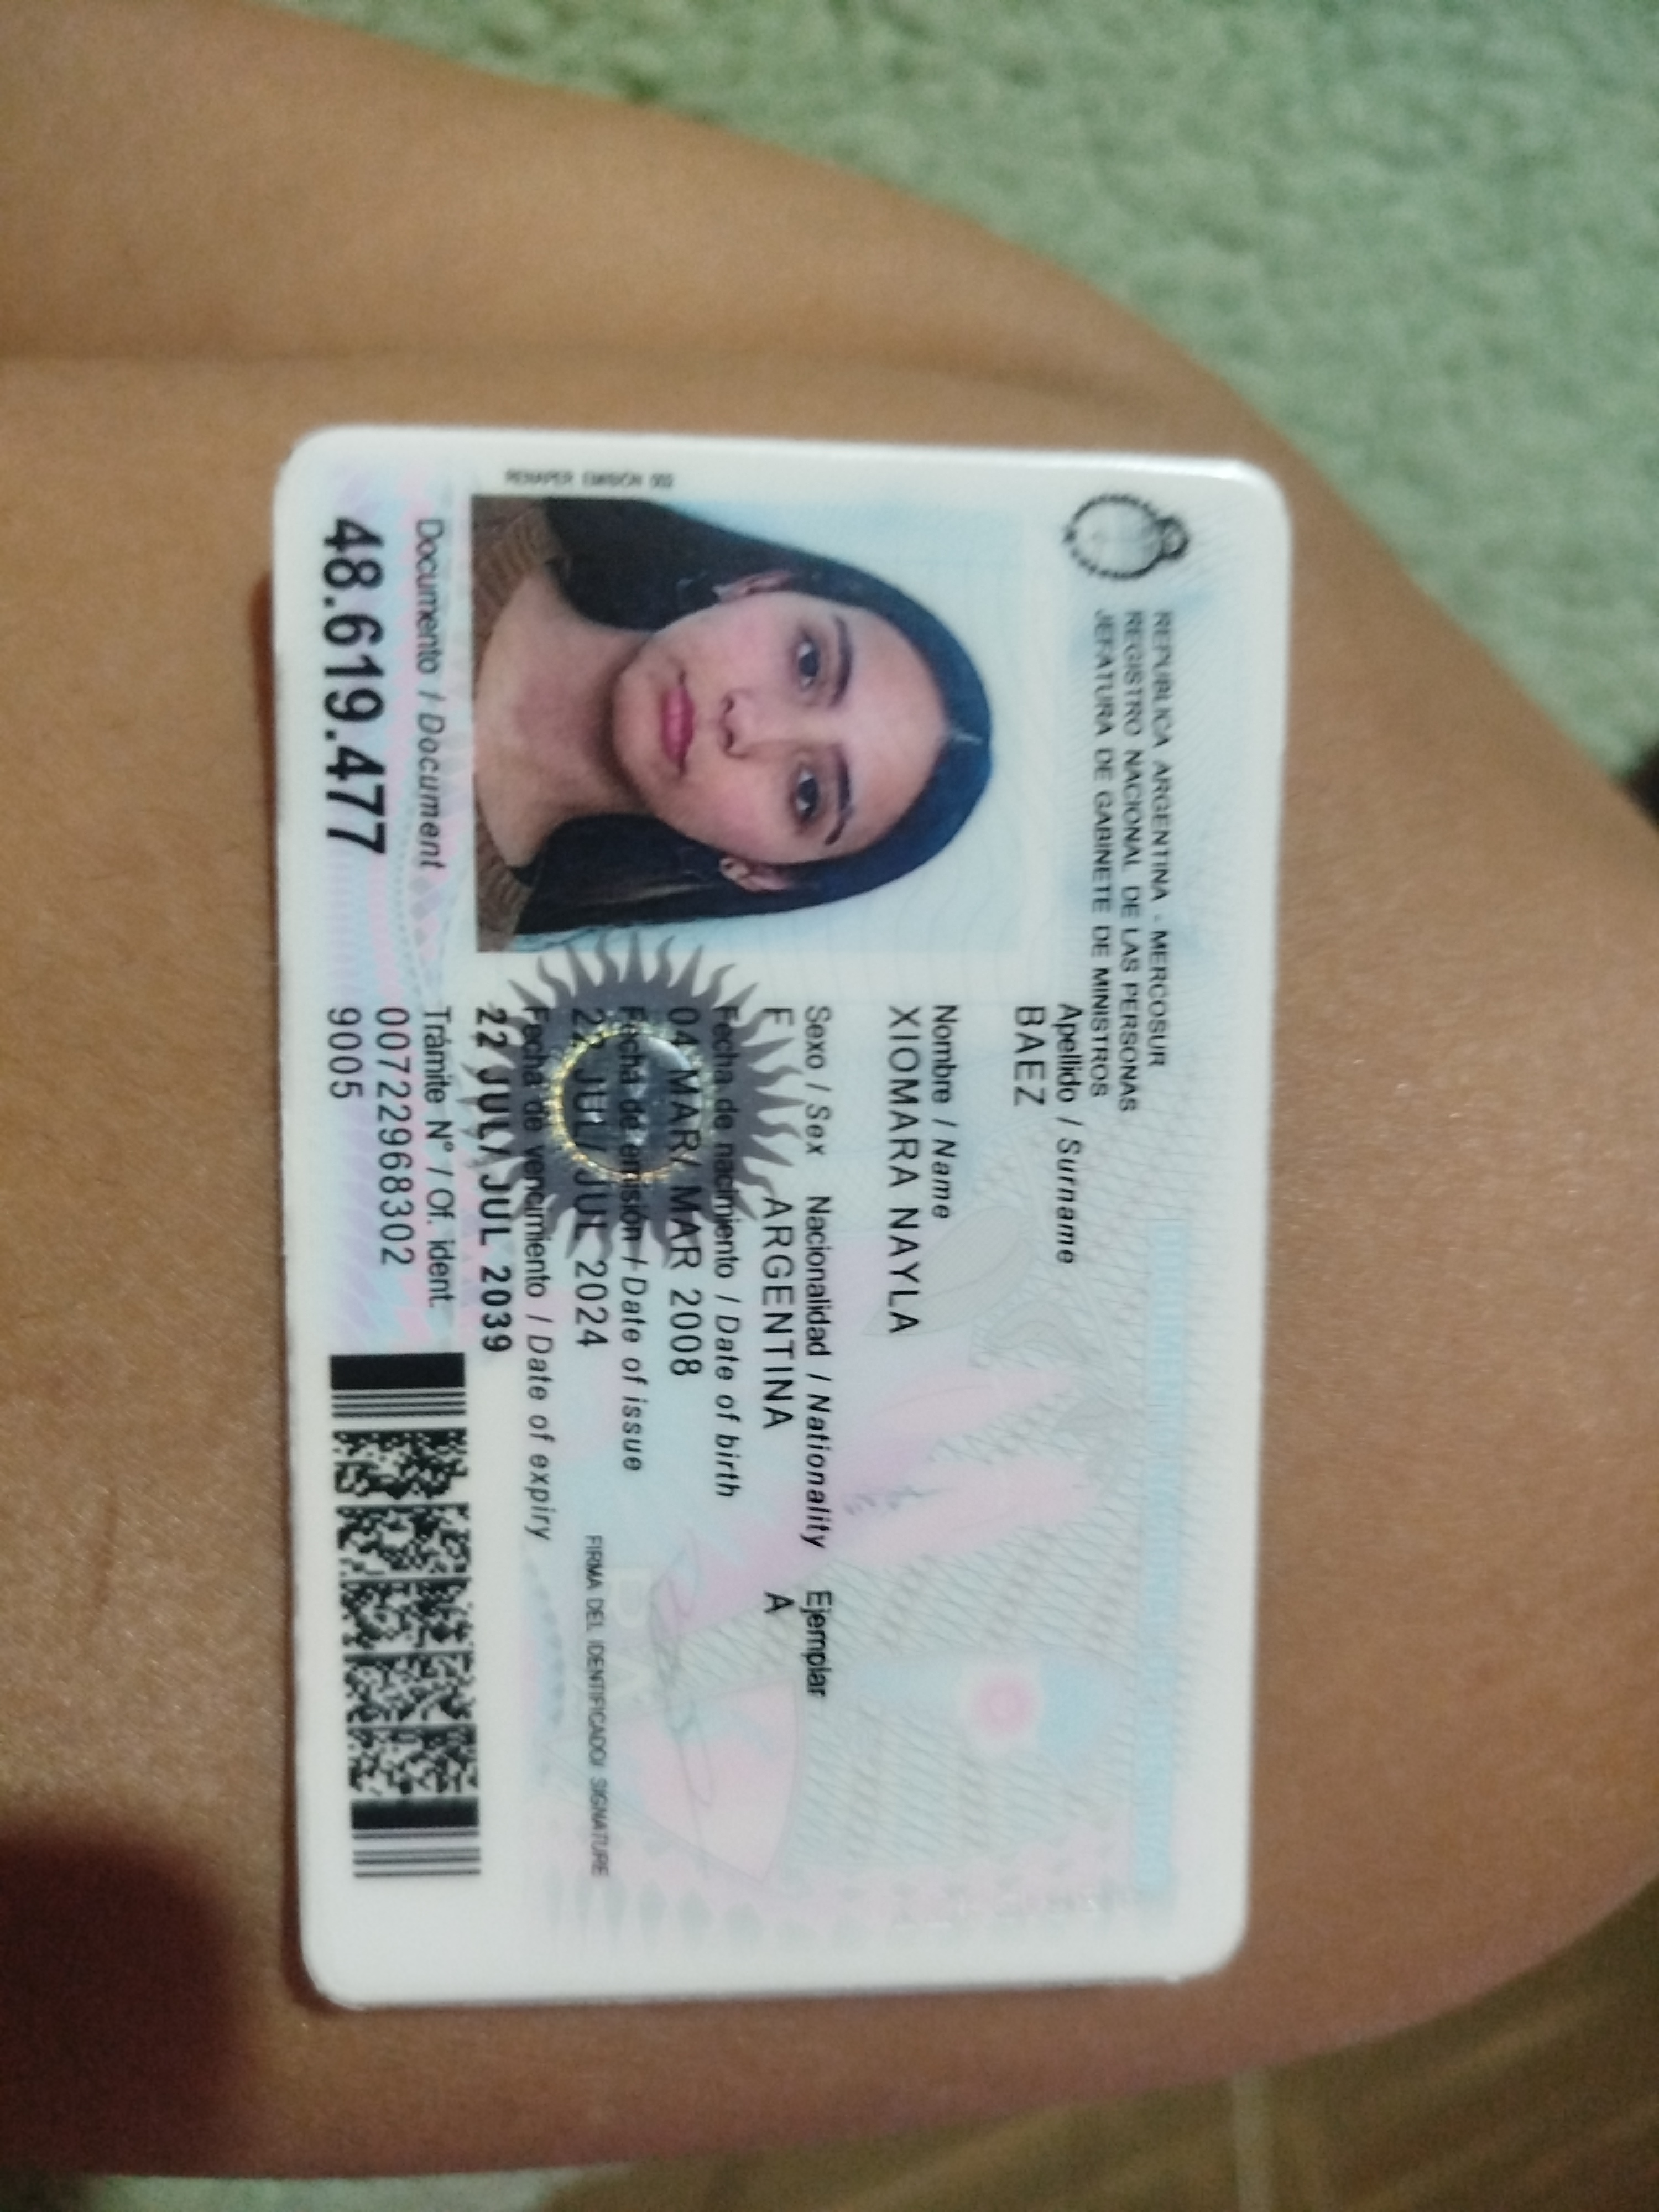 REPUBLICA ARGENTINA - MERCOSUR
REGISTRO NACIONAL DE LAS PERSONAS
JEFATURA DE GABINETE DE MINISTROS
Apellido / Surname
BAEZ
Nombre / Name
XIOMARA NAYLA
Sexo / Sex Nacionalidad / Nationality Ejemplar
F ARGENTINA A
Fecha de nacimiento / Date of birth
04 MAR/ MAR 2008
Fecha de emisión / Date of issue
22 JUL/ JUL 2024
Fecha de vencimiento / Date of expiry
22 JUL/ JUL 2039
FIRMA DEL IDENTIFICADO/ SIGNATURE
RENAPER EMISIÓN 002
Documento / Document
48.619.477
Trámite N° / Of. ident.
00722968302
9005